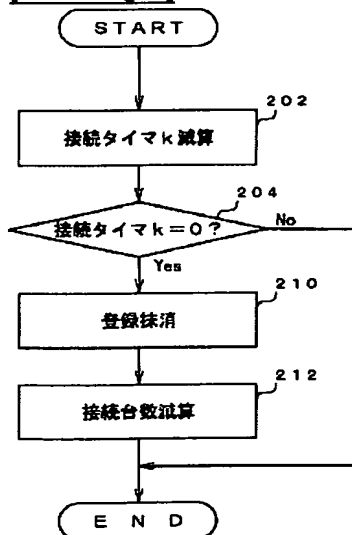 START
202
接続タイマk減算
204
接続タイマk=0?
No
Yes
210
登録抹消
212
接続台数減算
END